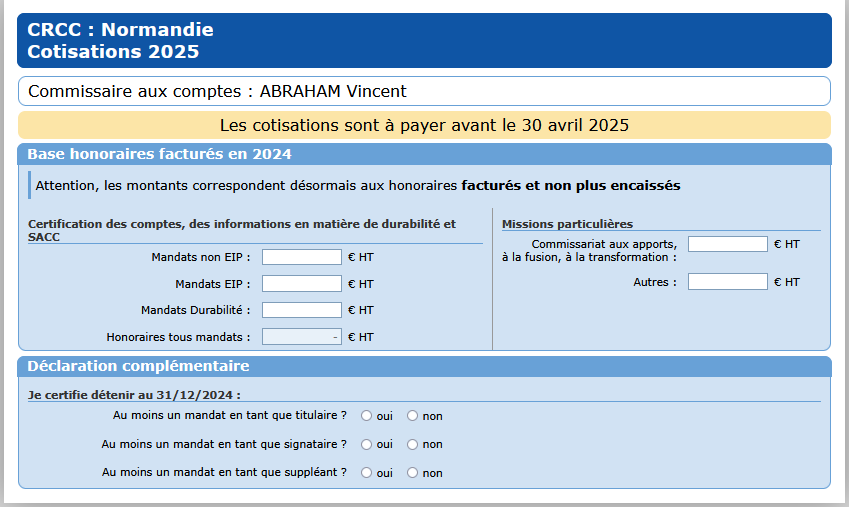 CRCC : Normandie
Cotisations 2025
Commissaire aux comptes : ABRAHAM Vincent
Les cotisations sont à payer avant le 30 avril 2025
Base honoraires facturés en 2024
Attention, les montants correspondent désormais aux honoraires facturés et non plus encaissés
Certification des comptes, des informations en matière de durabilité et
SACC
Mandats non EIP : € HT
Mandats EIP : € HT
Mandats Durabilité : € HT
Honoraires tous mandats : - € HT
Missions particulières
Commissariat aux apports,
à la fusion, à la transformation : € HT
Autres : € HT
Déclaration complémentaire
Je certifie détenir au 31/12/2024 :
Au moins un mandat en tant que titulaire ? oui non
Au moins un mandat en tant que signataire ? oui non
Au moins un mandat en tant que suppléant ? oui non